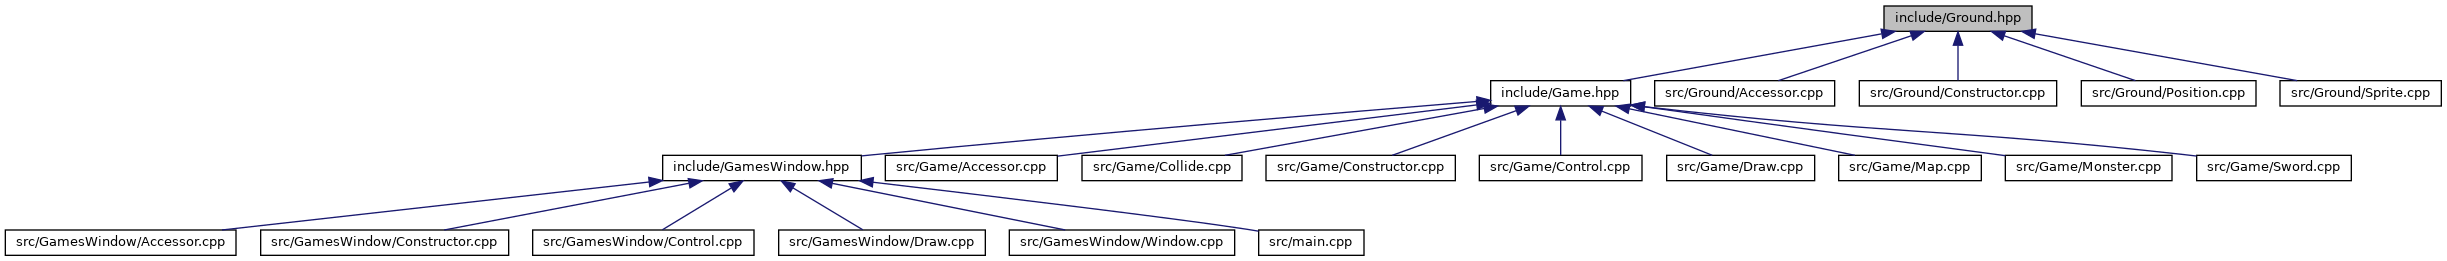 include/Ground.hpp
include/Game.hpp
src/Ground/Accessor.cpp
src/Ground/Constructor.cpp
src/Ground/Position.cpp
src/Ground/Sprite.cpp
include/GamesWindow.hpp
src/Game/Accessor.cpp
src/Game/Collide.cpp
src/Game/Constructor.cpp
src/Game/Control.cpp
src/Game/Draw.cpp
src/Game/Map.cpp
src/Game/Monster.cpp
src/Game/Sword.cpp
src/GamesWindow/Accessor.cpp
src/GamesWindow/Constructor.cpp
src/GamesWindow/Control.cpp
src/GamesWindow/Draw.cpp
src/GamesWindow/Window.cpp
src/main.cpp